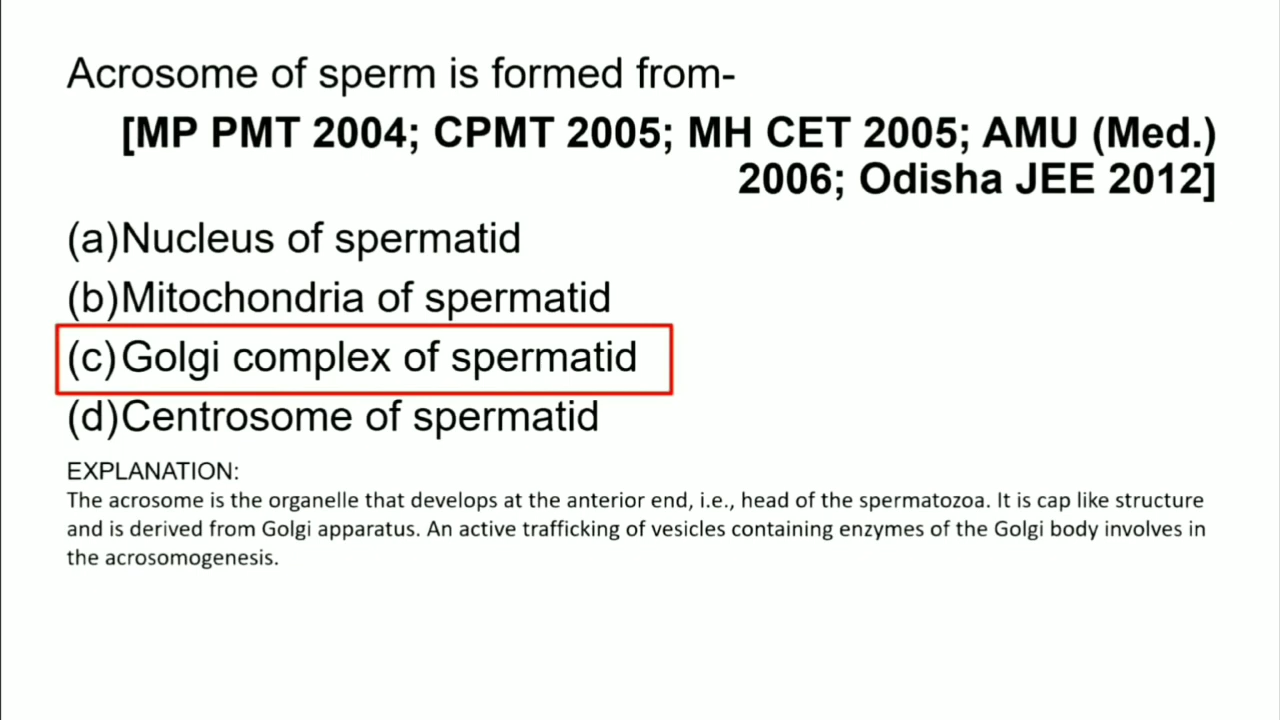 Acrosome of sperm is formed from-
[MP PMT 2004; CPMT 2005; MH CET 2005; AMU (Med.)
2006; Odisha JEE 2012]
(a)Nucleus of spermatid
(b)Mitochondria of spermatid
(c)Golgi complex of spermatid
(d)Centrosome of spermatid
EXPLANATION:
The acrosome is the organelle that develops at the anterior end, i.e., head of the spermatozoa. It is cap like structure
and is derived from Golgi apparatus. An active trafficking of vesicles containing enzymes of the Golgi body involves in
the acrosomogenesis.